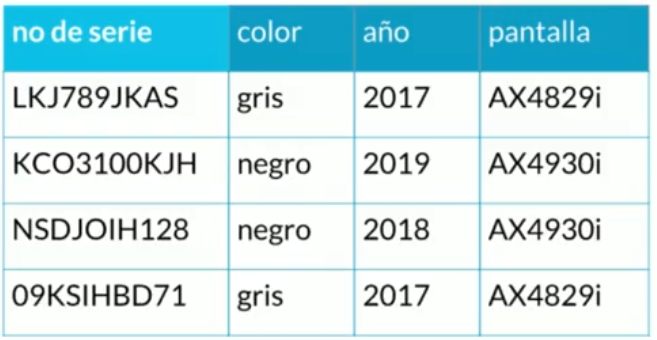 no de serie color año pantalla
LKJ789JKAS gris 2017 AX4829i
KCO3100KJH negro 2019 AX4930i
NSDJOIH128 negro 2018 AX4930i
09KSIHBD71 gris 2017 AX4829i